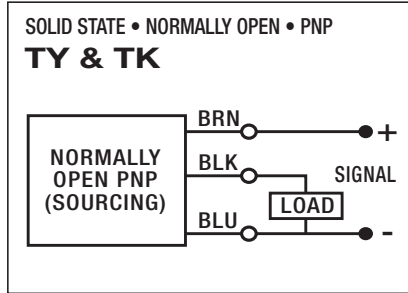 SOLID STATE • NORMALLY OPEN • PNP
TY & TK
BRN
+
NORMALLY
OPEN PNP
(SOURCING)
BLK
SIGNAL
LOAD
BLU
-